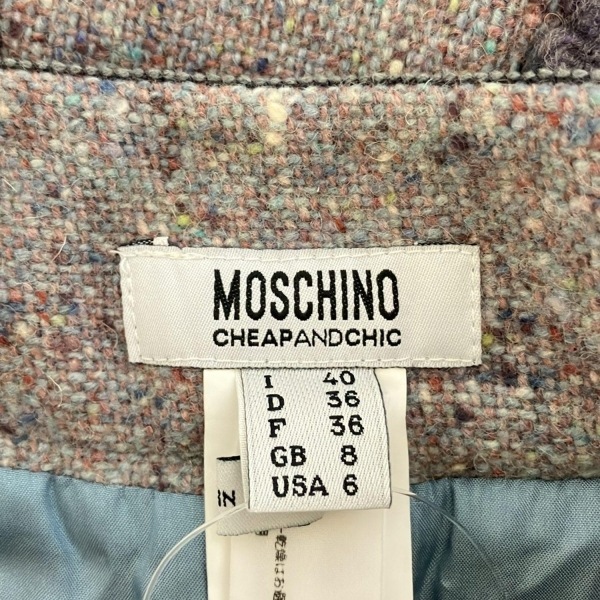 MOSCHINO
CHEAPANDCHIC
I 40
D 36
F 36
GB 8
USA 6
IN